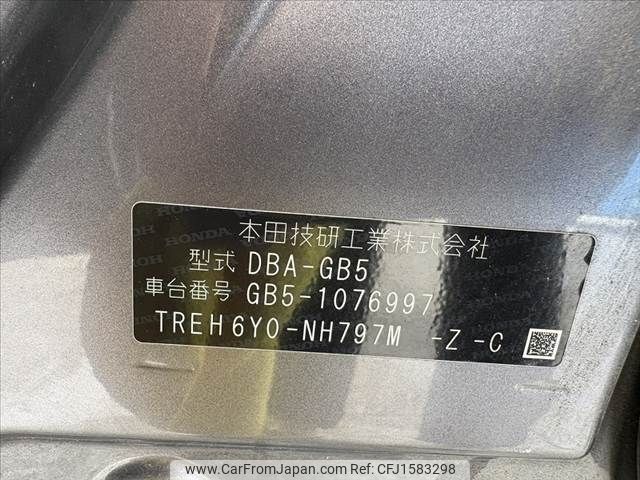 本田技研工業株式会社
型式 DBA-GB5
車台番号 GB5-1076997
TREH6Y0-NH797M -Z -C
www.CarFromJapan.com CFJ1583298